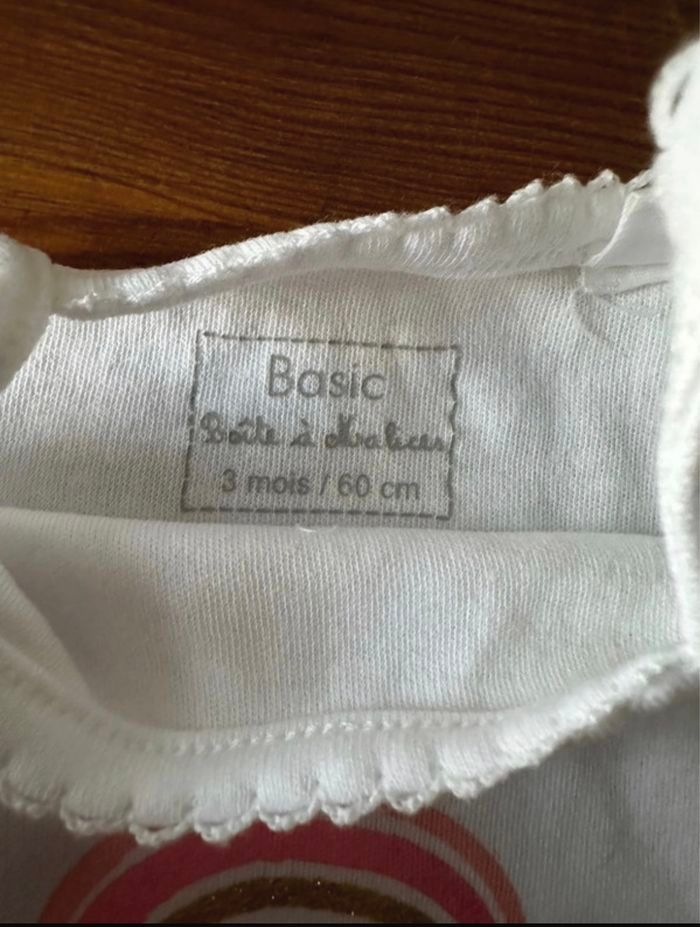 Basic
Boîte à Malices
3 mois / 60 cm